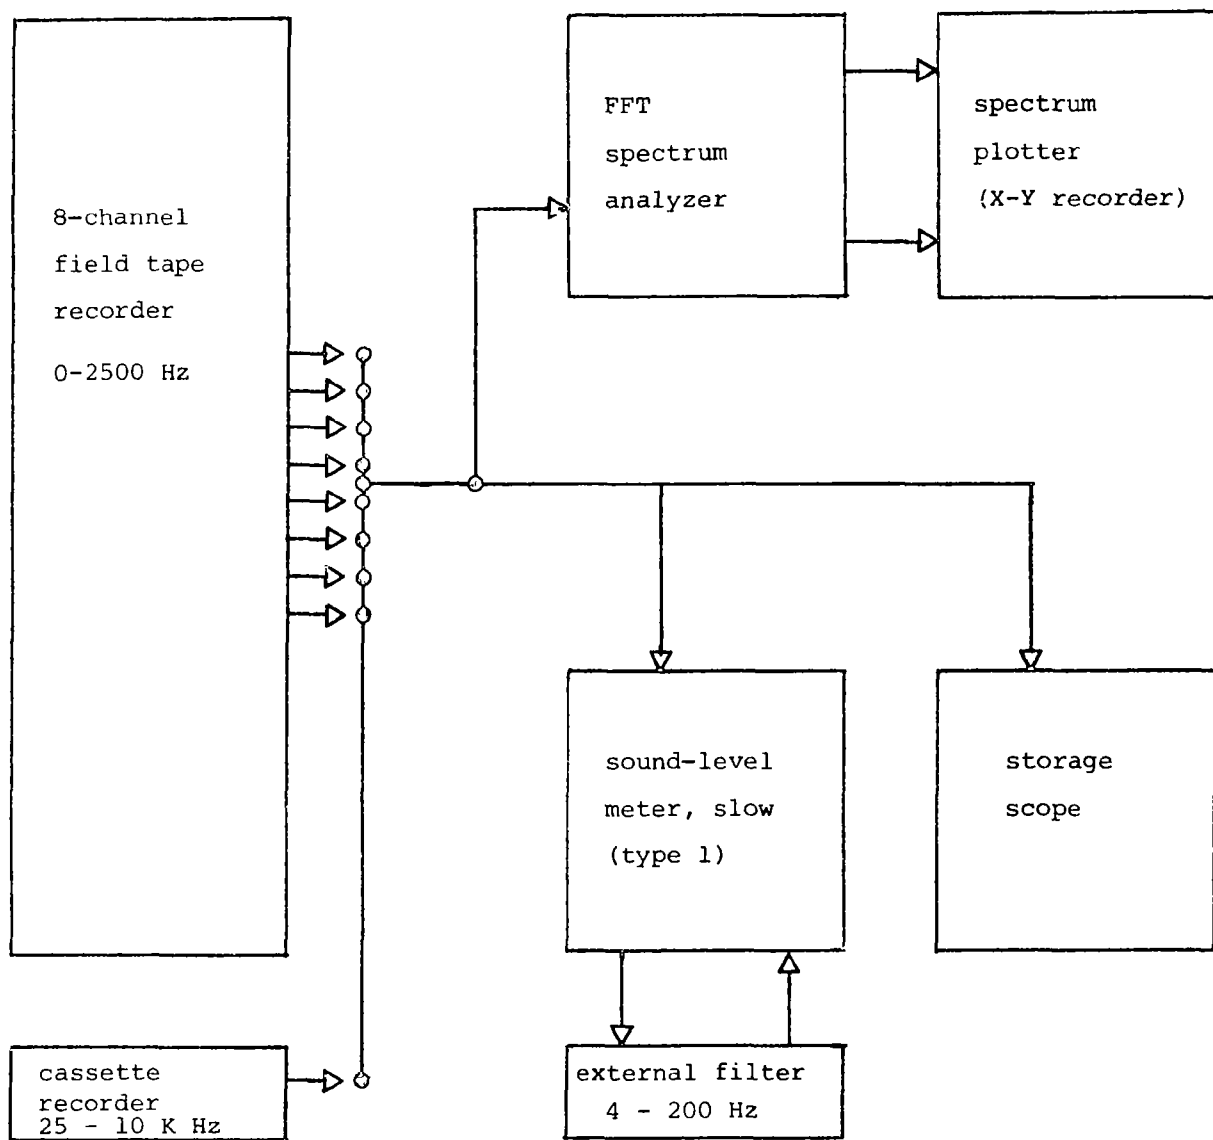 8-channel
field tape
recorder
0-2500 Hz
FFT
spectrum
analyzer
spectrum
plotter
(X-Y recorder)
sound-level
meter, slow
(type 1)
storage
scope
cassette
recorder
25 - 10 K Hz
external filter
4 - 200 Hz